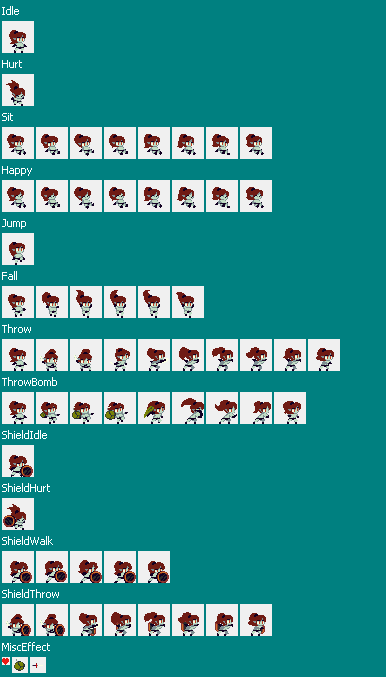 Idle
Hurt
Sit
Happy
Jump
Fall
Throw
ThrowBomb
ShieldIdle
ShieldHurt
ShieldWalk
ShieldThrow
MiscEffect